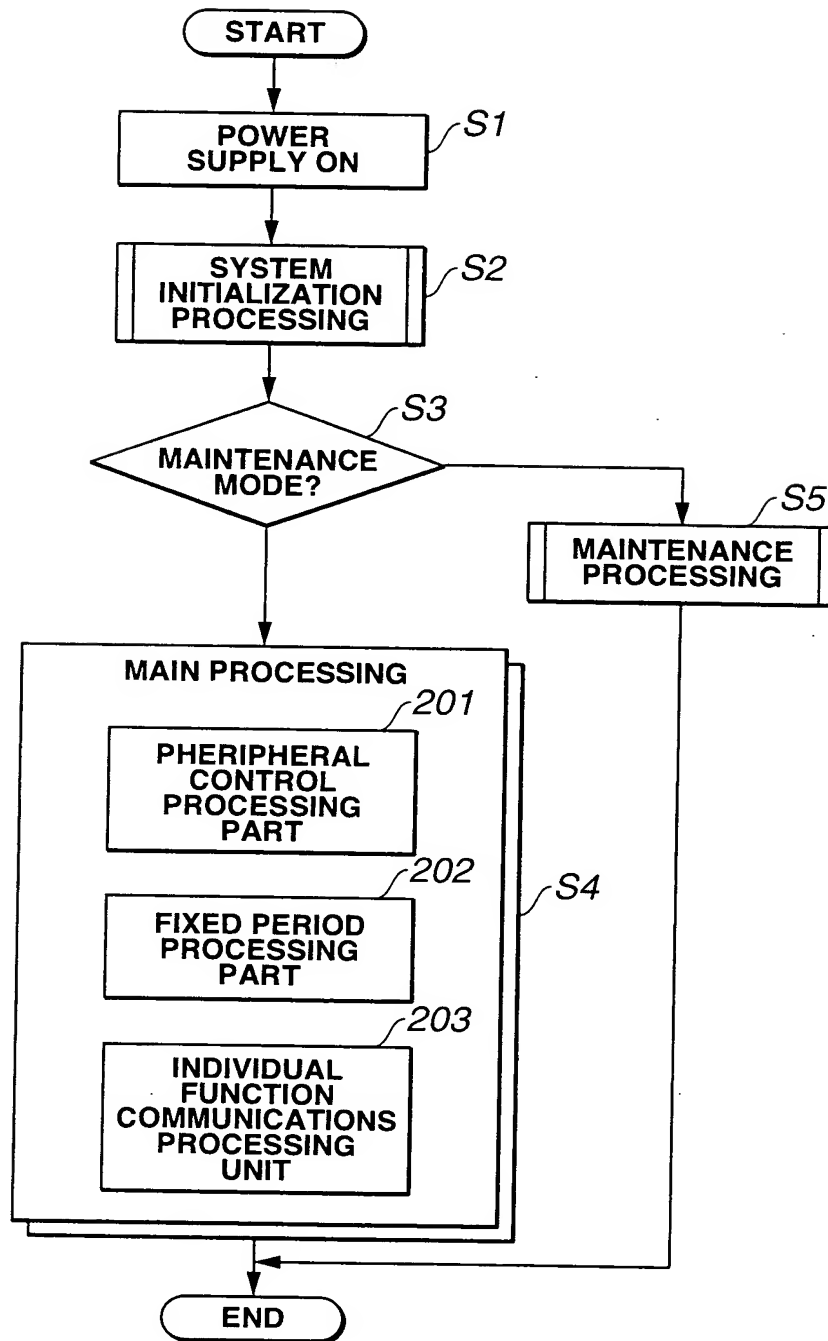 START
POWER
SUPPLY ON
S1
SYSTEM
INITIALIZATION
PROCESSING
S2
MAINTENANCE
MODE?
S3
MAINTENANCE
PROCESSING
S5
MAIN PROCESSING
201
PHERIPHERAL
CONTROL
PROCESSING
PART
202
FIXED PERIOD
PROCESSING
PART
S4
203
INDIVIDUAL
FUNCTION
COMMUNICATIONS
PROCESSING
UNIT
END